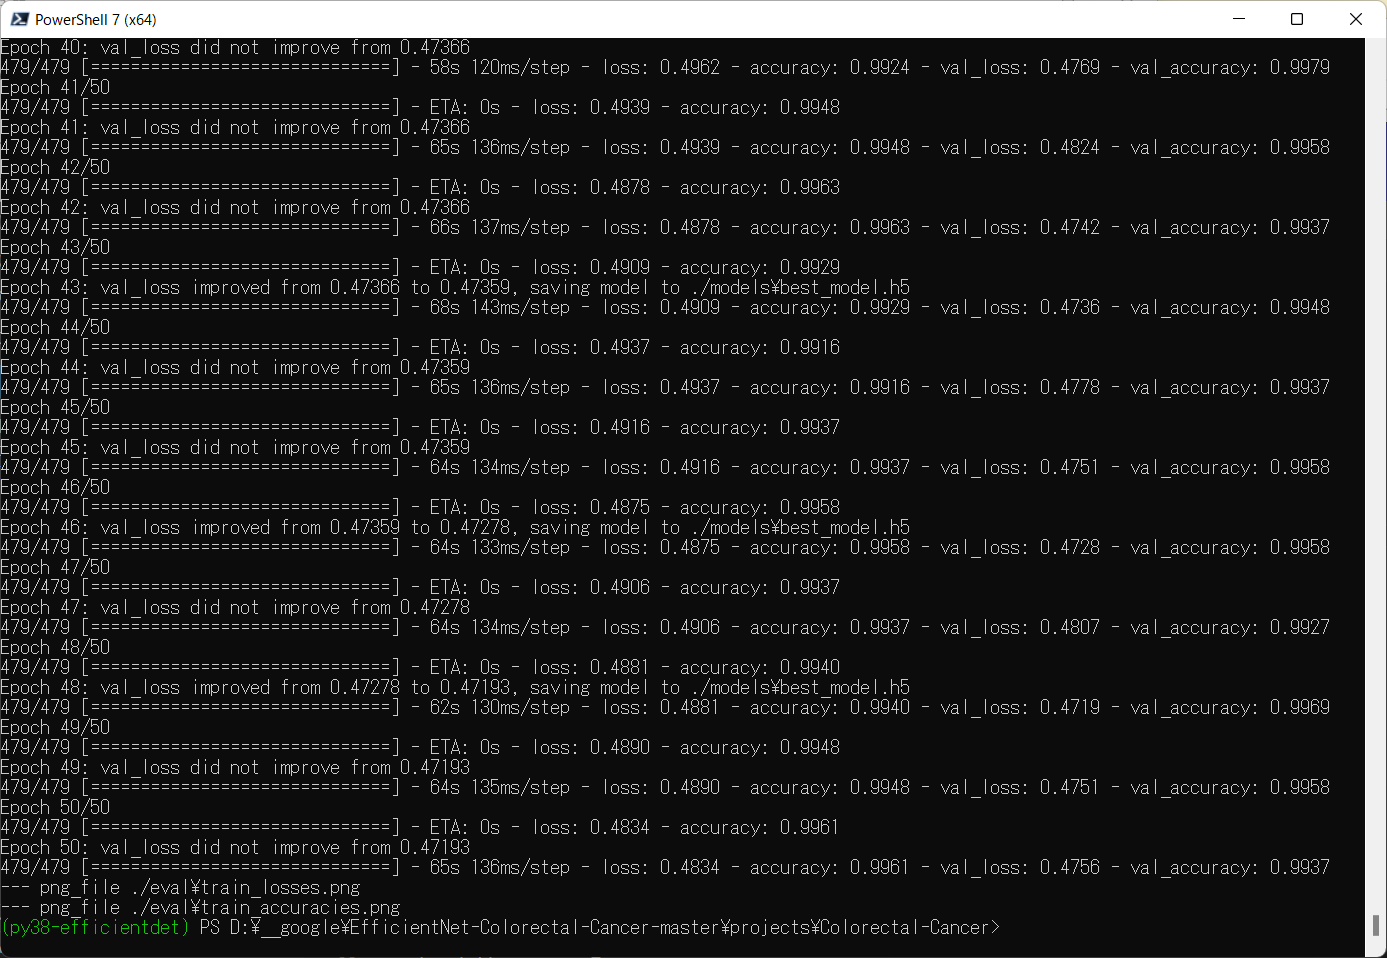 PowerShell 7 (x64)
Epoch 40: val_loss did not improve from 0.47366
479/479 [==============================] - 58s 120ms/step - loss: 0.4962 - accuracy: 0.9924 - val_loss: 0.4769 - val_accuracy: 0.9979
Epoch 41/50
479/479 [==============================] - ETA: 0s - loss: 0.4939 - accuracy: 0.9948
Epoch 41: val_loss did not improve from 0.47366
479/479 [==============================] - 65s 136ms/step - loss: 0.4939 - accuracy: 0.9948 - val_loss: 0.4824 - val_accuracy: 0.9958
Epoch 42/50
479/479 [==============================] - ETA: 0s - loss: 0.4878 - accuracy: 0.9963
Epoch 42: val_loss did not improve from 0.47366
479/479 [==============================] - 66s 137ms/step - loss: 0.4878 - accuracy: 0.9963 - val_loss: 0.4742 - val_accuracy: 0.9937
Epoch 43/50
479/479 [==============================] - ETA: 0s - loss: 0.4909 - accuracy: 0.9929
Epoch 43: val_loss improved from 0.47366 to 0.47359, saving model to ./models¥best_model.h5
479/479 [==============================] - 68s 143ms/step - loss: 0.4909 - accuracy: 0.9929 - val_loss: 0.4736 - val_accuracy: 0.9948
Epoch 44/50
479/479 [==============================] - ETA: 0s - loss: 0.4937 - accuracy: 0.9916
Epoch 44: val_loss did not improve from 0.47359
479/479 [==============================] - 65s 136ms/step - loss: 0.4937 - accuracy: 0.9916 - val_loss: 0.4778 - val_accuracy: 0.9937
Epoch 45/50
479/479 [==============================] - ETA: 0s - loss: 0.4916 - accuracy: 0.9937
Epoch 45: val_loss did not improve from 0.47359
479/479 [==============================] - 64s 134ms/step - loss: 0.4916 - accuracy: 0.9937 - val_loss: 0.4751 - val_accuracy: 0.9958
Epoch 46/50
479/479 [==============================] - ETA: 0s - loss: 0.4875 - accuracy: 0.9958
Epoch 46: val_loss improved from 0.47359 to 0.47278, saving model to ./models¥best_model.h5
479/479 [==============================] - 64s 133ms/step - loss: 0.4875 - accuracy: 0.9958 - val_loss: 0.4728 - val_accuracy: 0.9958
Epoch 47/50
479/479 [==============================] - ETA: 0s - loss: 0.4906 - accuracy: 0.9937
Epoch 47: val_loss did not improve from 0.47278
479/479 [==============================] - 64s 134ms/step - loss: 0.4906 - accuracy: 0.9937 - val_loss: 0.4807 - val_accuracy: 0.9927
Epoch 48/50
479/479 [==============================] - ETA: 0s - loss: 0.4881 - accuracy: 0.9940
Epoch 48: val_loss improved from 0.47278 to 0.47193, saving model to ./models¥best_model.h5
479/479 [==============================] - 62s 130ms/step - loss: 0.4881 - accuracy: 0.9940 - val_loss: 0.4719 - val_accuracy: 0.9969
Epoch 49/50
479/479 [==============================] - ETA: 0s - loss: 0.4890 - accuracy: 0.9948
Epoch 49: val_loss did not improve from 0.47193
479/479 [==============================] - 64s 135ms/step - loss: 0.4890 - accuracy: 0.9948 - val_loss: 0.4751 - val_accuracy: 0.9958
Epoch 50/50
479/479 [==============================] - ETA: 0s - loss: 0.4834 - accuracy: 0.9961
Epoch 50: val_loss did not improve from 0.47193
479/479 [==============================] - 65s 136ms/step - loss: 0.4834 - accuracy: 0.9961 - val_loss: 0.4756 - val_accuracy: 0.9937
--- png_file ./eval¥train_losses.png
--- png_file ./eval¥train_accuracies.png
(py38-efficientdet) PS D:¥__google¥EfficientNet-Colorectal-Cancer-master¥projects¥Colorectal-Cancer>